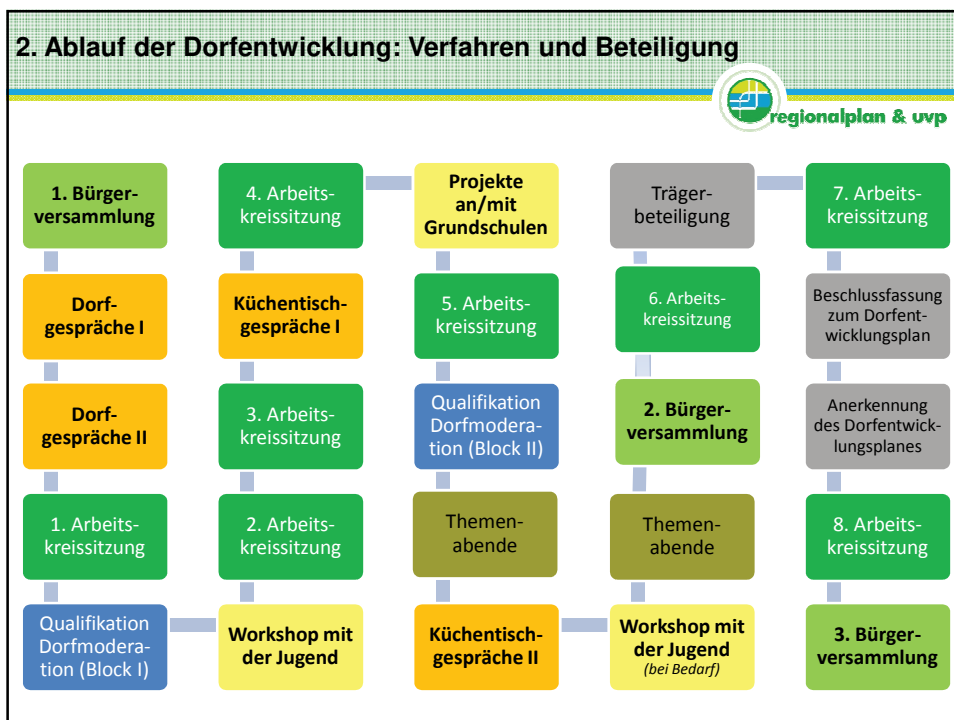 2. Ablauf der Dorfentwicklung: Verfahren und Beteiligung
regionalplan & uvp
1. Bürger-
versammlung
Dorf-
gespräche I
Dorf-
gespräche II
1. Arbeits-
kreissitzung
Qualifikation
Dorfmodera-
tion (Block I)
Workshop mit
der Jugend
2. Arbeits-
kreissitzung
3. Arbeits-
kreissitzung
Küchentisch-
gespräche I
4. Arbeits-
kreissitzung
Projekte
an/mit
Grundschulen
5. Arbeits-
kreissitzung
Qualifikation
Dorfmodera-
tion (Block II)
Themen-
abende
Küchentisch-
gespräche II
Workshop mit
der Jugend
(bei Bedarf)
Themen-
abende
2. Bürger-
versammlung
6. Arbeits-
kreissitzung
Träger-
beteiligung
7. Arbeits-
kreissitzung
Beschlussfassung
zum Dorfent-
wicklungsplan
Anerkennung
des Dorfentwick-
lungsplanes
8. Arbeits-
kreissitzung
3. Bürger-
versammlung